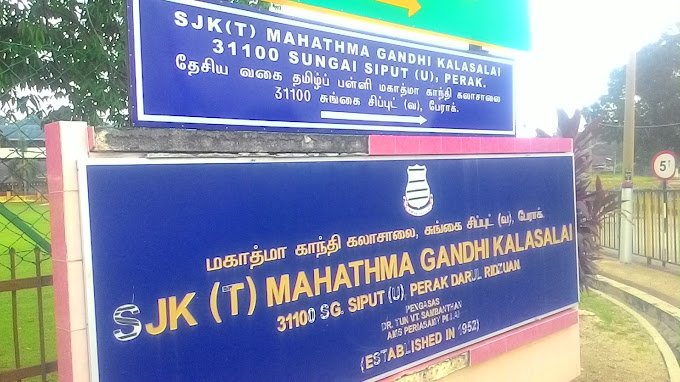 SJK(T) MAHATHMA GANDHI KALASALAI
31100 SUNGAI SIPUT (U), PERAK.
தேசிய வகை தமிழ்ப் பள்ளி மகாத்மா காந்தி கலாசாலை
31100 சுங்கை சிப்புட் (வ), பேராக்.
மகாத்மா காந்தி கலாசாலை, சுங்கை சிப்புட் (வ), பேராக்.
SJK (T) MAHATHMA GANDHI KALASALAI
31100 SG. SIPUT (U), PERAK DARUL RIDZUAN.
PENGASAS
DR. TUN V.T. SAMBANTHAN
AMS PERIASAMY PILLAI
(ESTABLISHED IN 1952)
5T